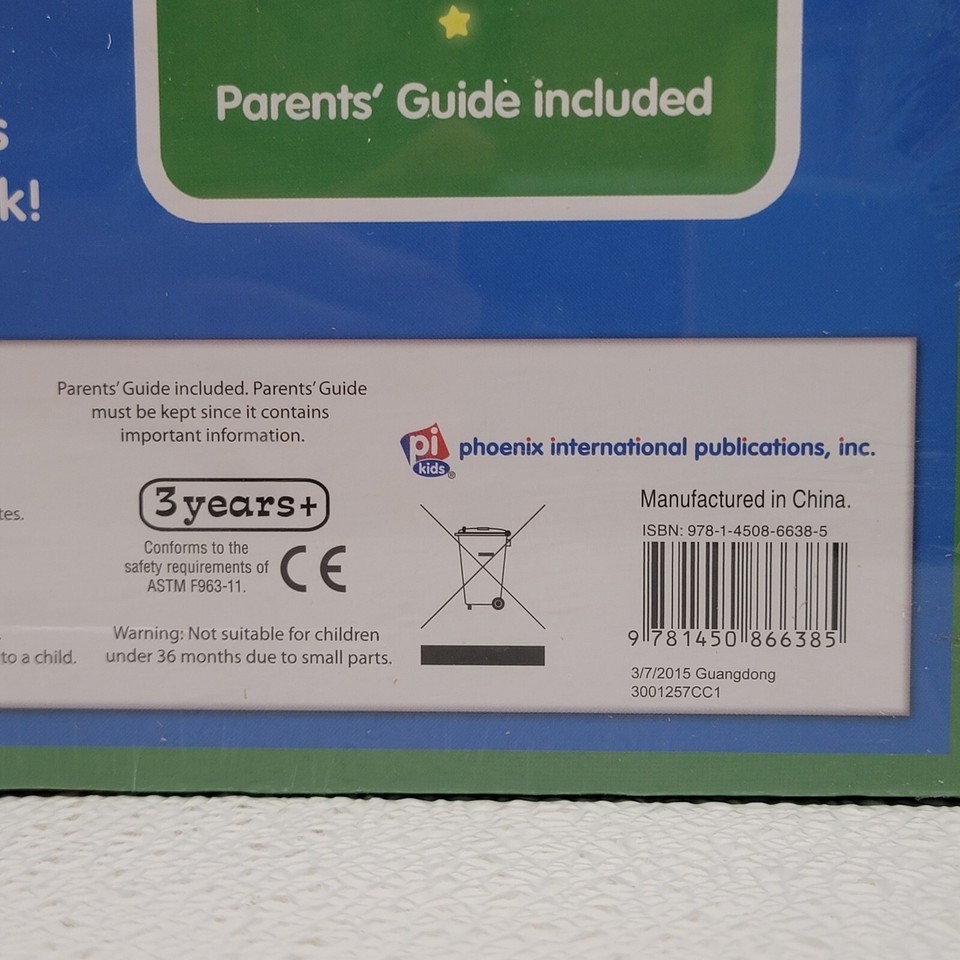 Parents' Guide included
s
k!
Parents' Guide included. Parents' Guide
must be kept since it contains
important information.
pi
kids®
phoenix international publications, inc.
3 years+
Manufactured in China.
tes.
ISBN: 978-1-4508-6638-5
Conforms to the
safety requirements of
ASTM F963-11.
CE
Warning: Not suitable for children
under 36 months due to small parts.
to a child.
9 781450 866385
3/7/2015 Guangdong
3001257CC1